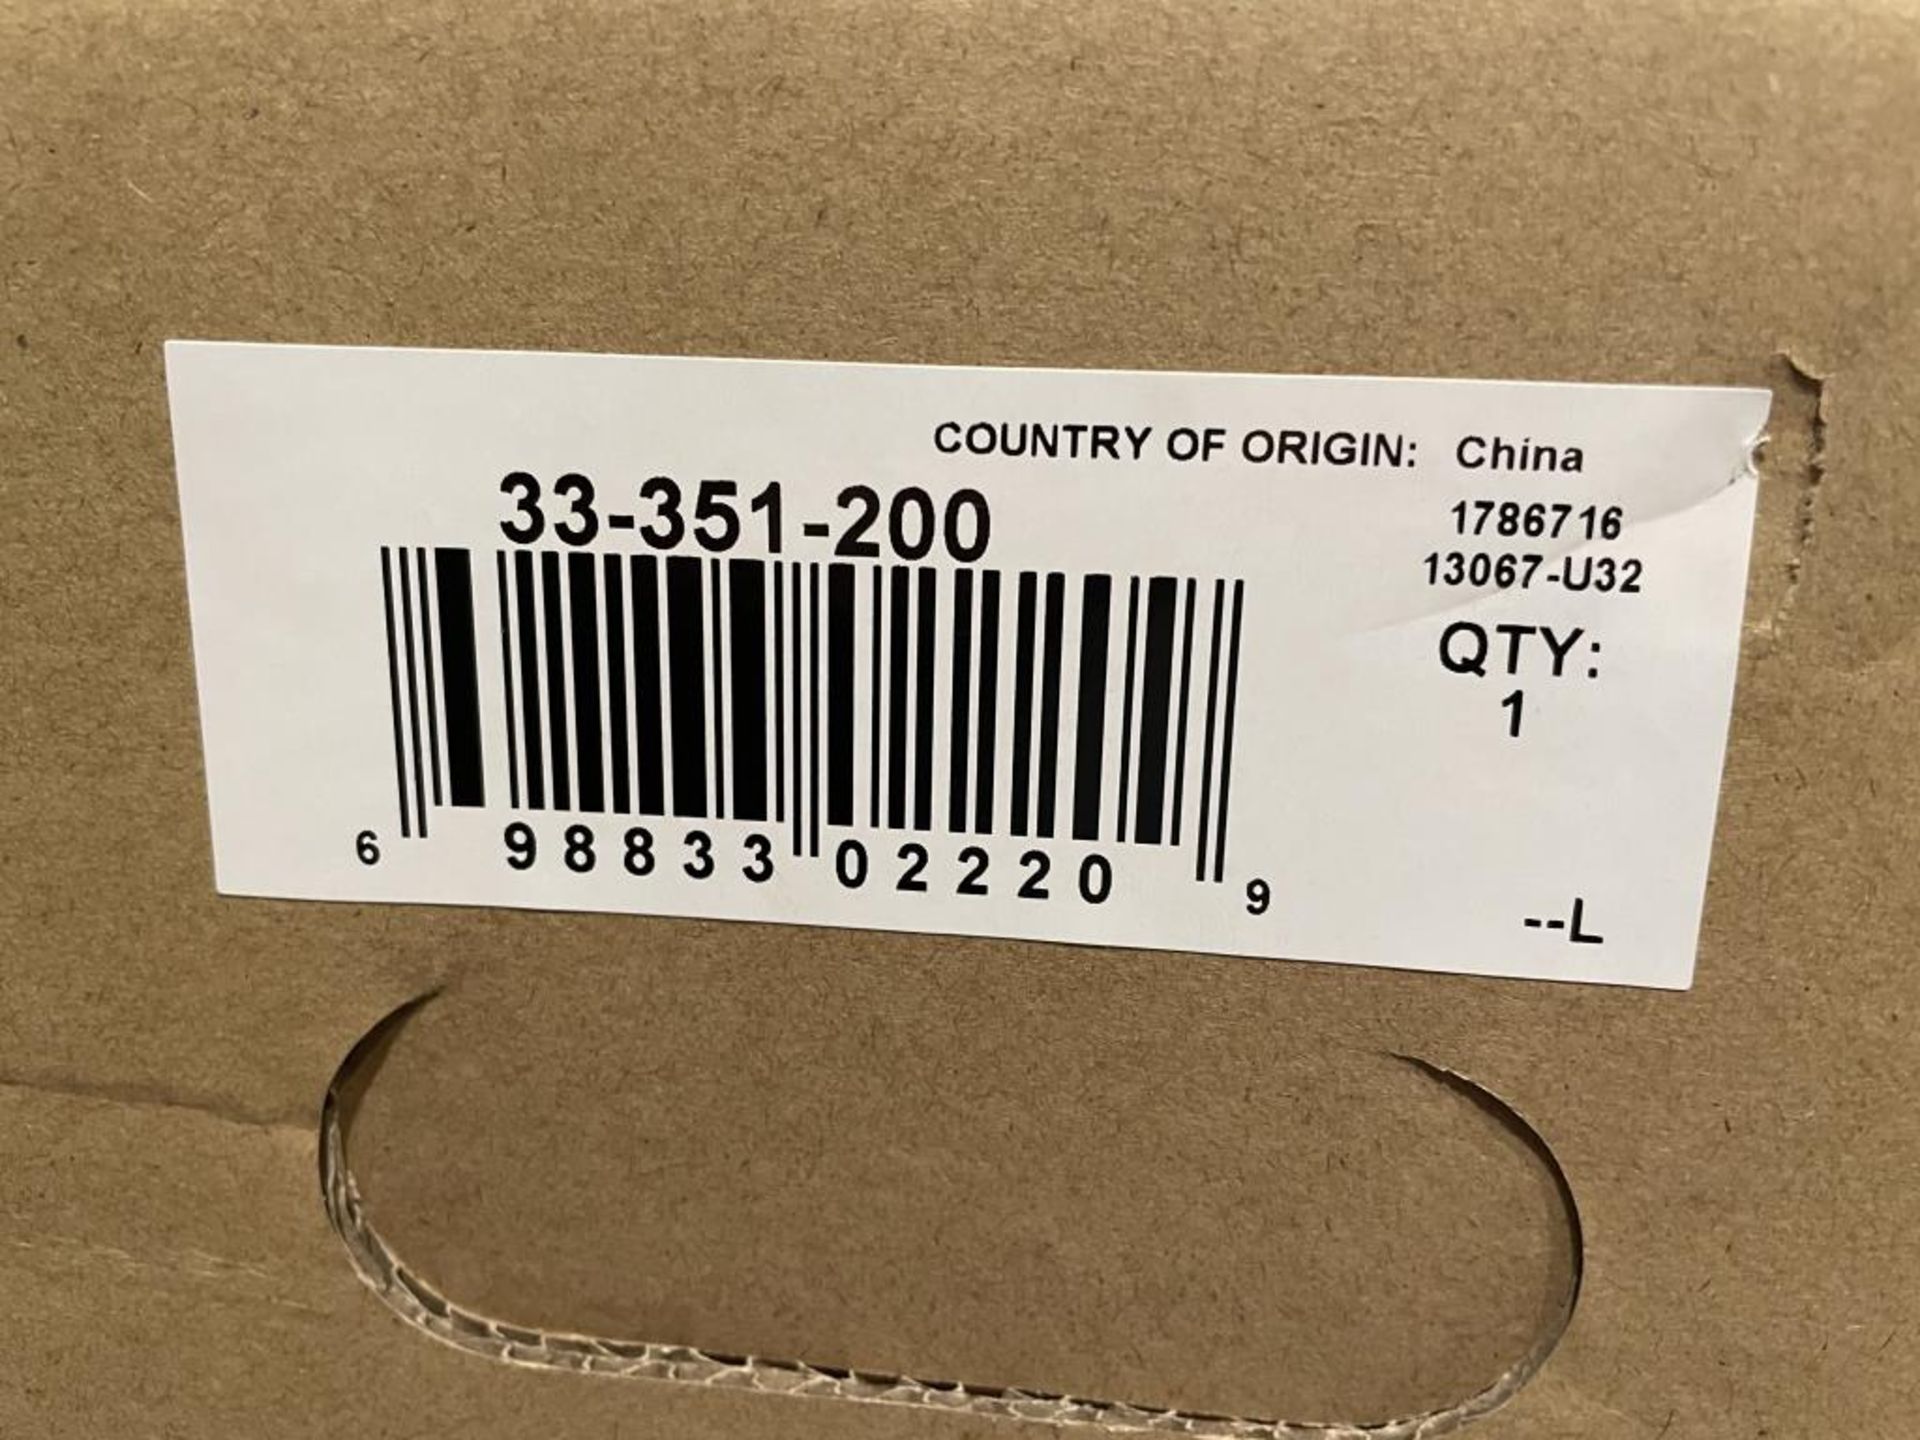 COUNTRY OF ORIGIN: China
33-351-200
1786716
13067-U32
QTY:
1
6 98833 02220 9
--L